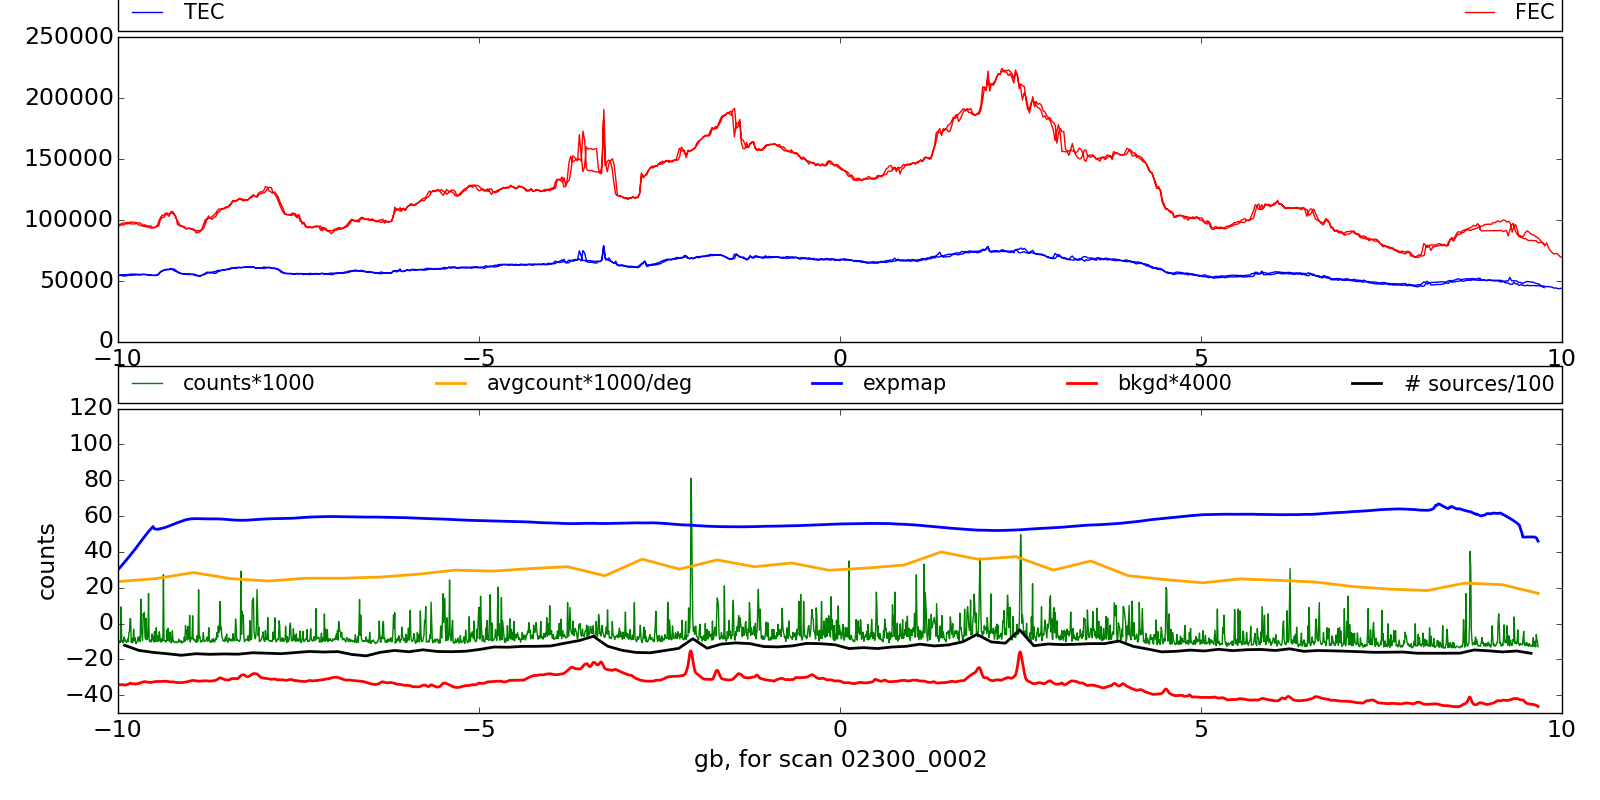 TEC FEC
250000
200000
150000
100000
50000
0
−10 −5 0 5 10
counts*1000 avgcount*1000/deg expmap bkgd*4000 # sources/100
120
100
80
60
40
20
0
−20
−40
counts
−10 −5 0 5 10
gb, for scan 02300_0002